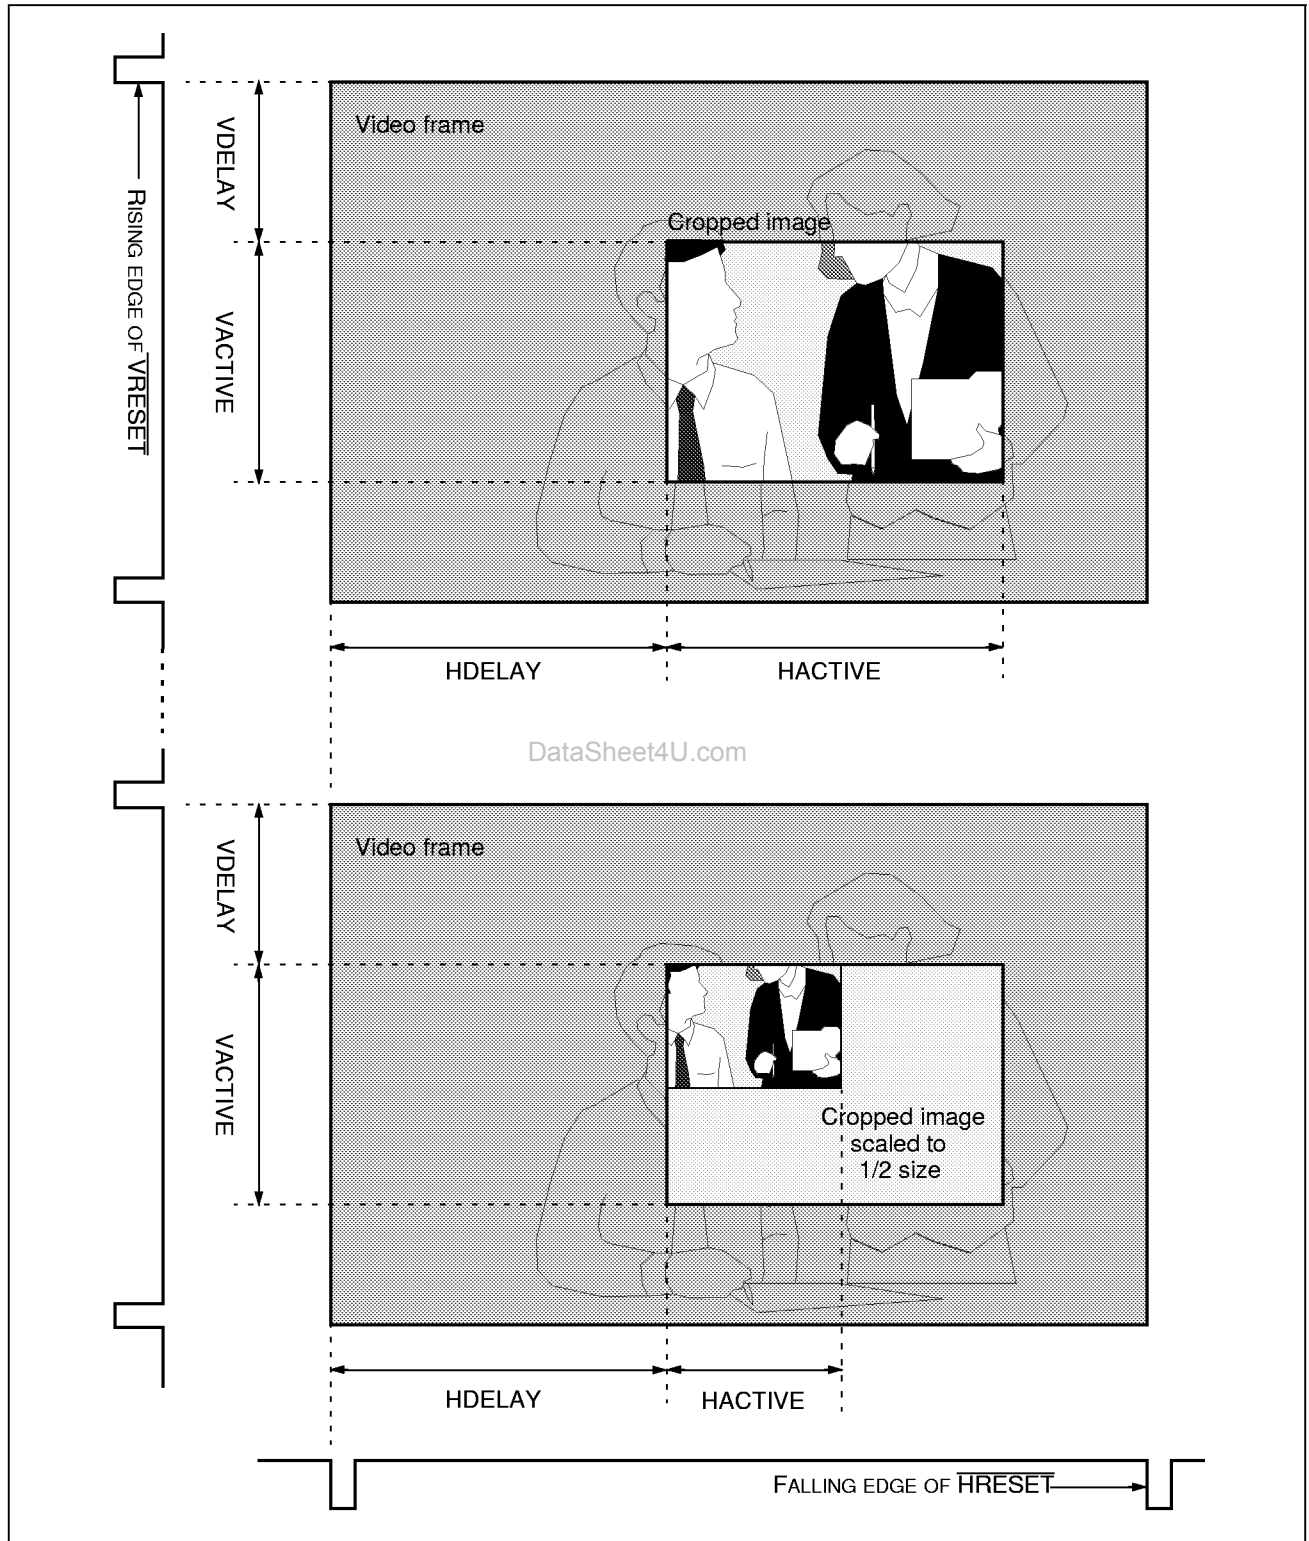 Video frame
VDELAY
Cropped image
RISING EDGE OF VRESET
VACTIVE
HDELAY
HACTIVE
DataSheet4U.com
Video frame
VDELAY
VACTIVE
Cropped image
scaled to
1/2 size
HDELAY
HACTIVE
FALLING EDGE OF HRESET